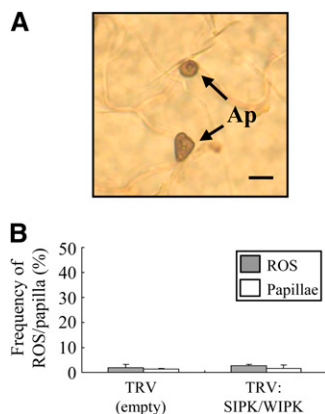 A
Ap
B
Frequency of
ROS/papilla (%)
50
40
30
20
10
0
ROS
Papillae
TRV
(empty)
TRV:
SIPK/WIPK